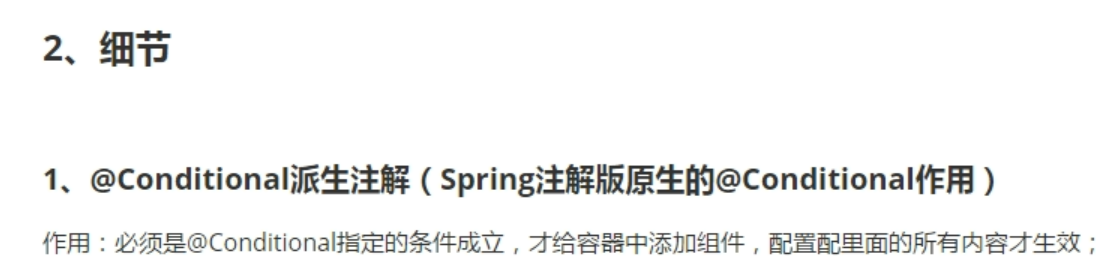 2、细节
1、@Conditional派生注解（Spring注解版原生的@Conditional作用）
作用：必须是@Conditional指定的条件成立，才给容器中添加组件，配置配里面的所有内容才生效；